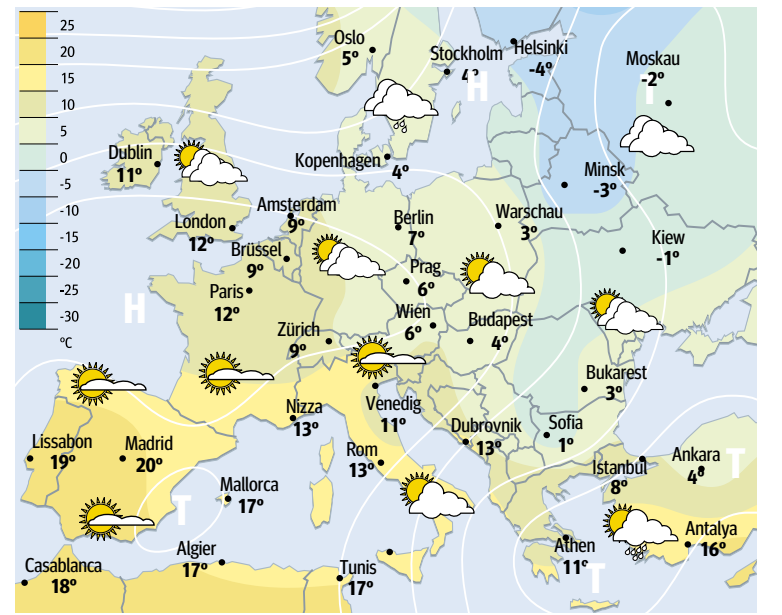 25
20
15
10
5
0
-5
-10
-15
-20
-25
-30
°C
Oslo
5°
Stockholm
4°
H
Helsinki
-4°
Moskau
-2°
T
Dublin
11°
Kopenhagen
4°
Minsk
-3°
London
12°
Amsterdam
9°
Berlin
7°
Warschau
3°
Brüssel
9°
Prag
6°
Kiew
-1°
H
Paris
12°
Wien
6°
Budapest
4°
Zürich
9°
Bukarest
3°
Nizza
13°
Venedig
11°
Dubrovnik
13°
Sofia
1°
Lissabon
19°
Madrid
20°
Rom
13°
Istanbul
8°
Ankara
4°
T
Mallorca
17°
T
Antalya
16°
Athen
11°
T
Casablanca
18°
Algier
17°
Tunis
17°